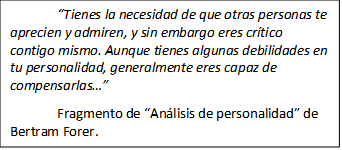 “Tienes la necesidad de que otras personas te
aprecien y admiren, y sin embargo eres crítico
contigo mismo. Aunque tienes algunas debilidades en
tu personalidad, generalmente eres capaz de
compensarlas…”
Fragmento de “Análisis de personalidad” de
Bertram Forer.